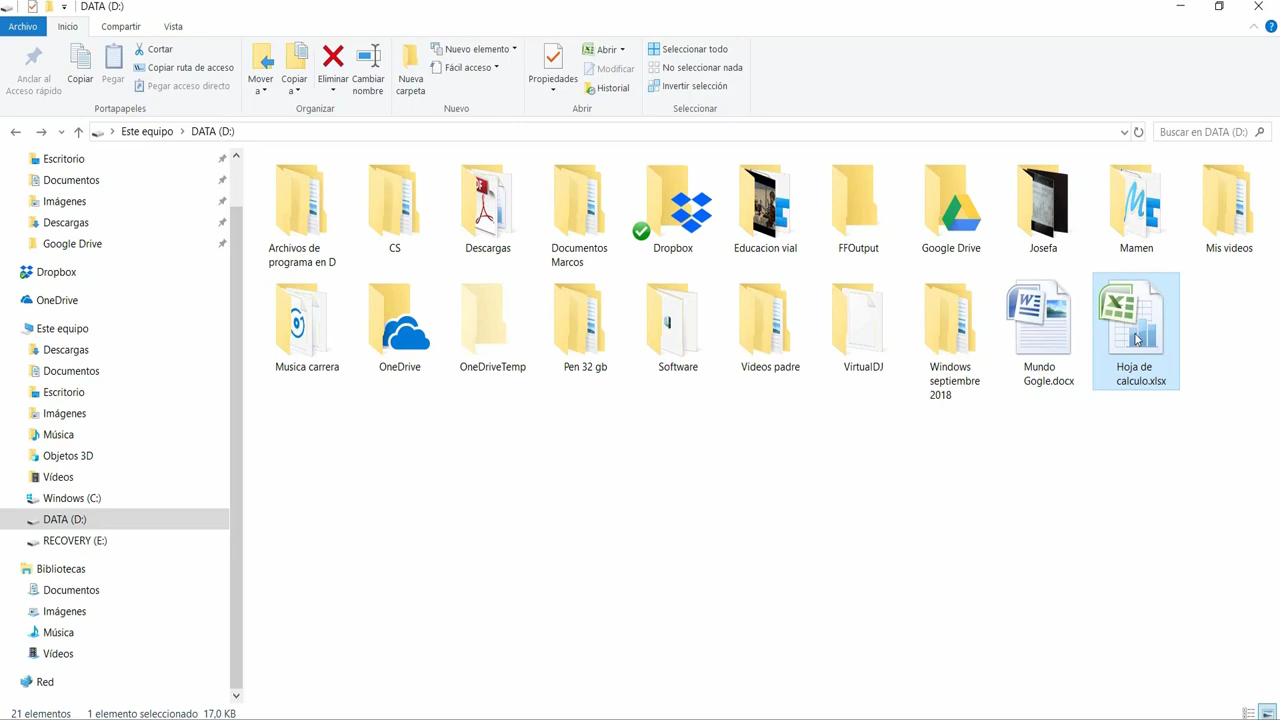 DATA (D:)
Archivo
Inicio
Compartir
Vista
Anclar al
Acceso rápido
Copiar
Pegar
Cortar
Copiar ruta de acceso
Pegar acceso directo
Portapapeles
Mover
a
Copiar
a
Eliminar
Cambiar
nombre
Organizar
Nueva
carpeta
Nuevo elemento
Fácil acceso
Nuevo
Propiedades
Abrir
Modificar
Historial
Abrir
Seleccionar todo
No seleccionar nada
Invertir selección
Seleccionar
Este equipo > DATA (D:)
Buscar en DATA (D:)
Escritorio
Documentos
Imágenes
Descargas
Google Drive
Dropbox
OneDrive
Este equipo
Descargas
Documentos
Escritorio
Imágenes
Música
Objetos 3D
Vídeos
Windows (C:)
DATA (D:)
RECOVERY (E:)
Bibliotecas
Documentos
Imágenes
Música
Vídeos
Red
Archivos de
programa en D
CS
Descargas
Documentos
Marcos
Dropbox
Educacion vial
FFOutput
Google Drive
Josefa
Mamen
Mis videos
Musica carrera
OneDrive
OneDriveTemp
Pen 32 gb
Software
Videos padre
VirtualDJ
Windows
septiembre
2018
Mundo
Gogle.docx
Hoja de
calculo.xlsx
21 elementos
1 elemento seleccionado 17,0 KB